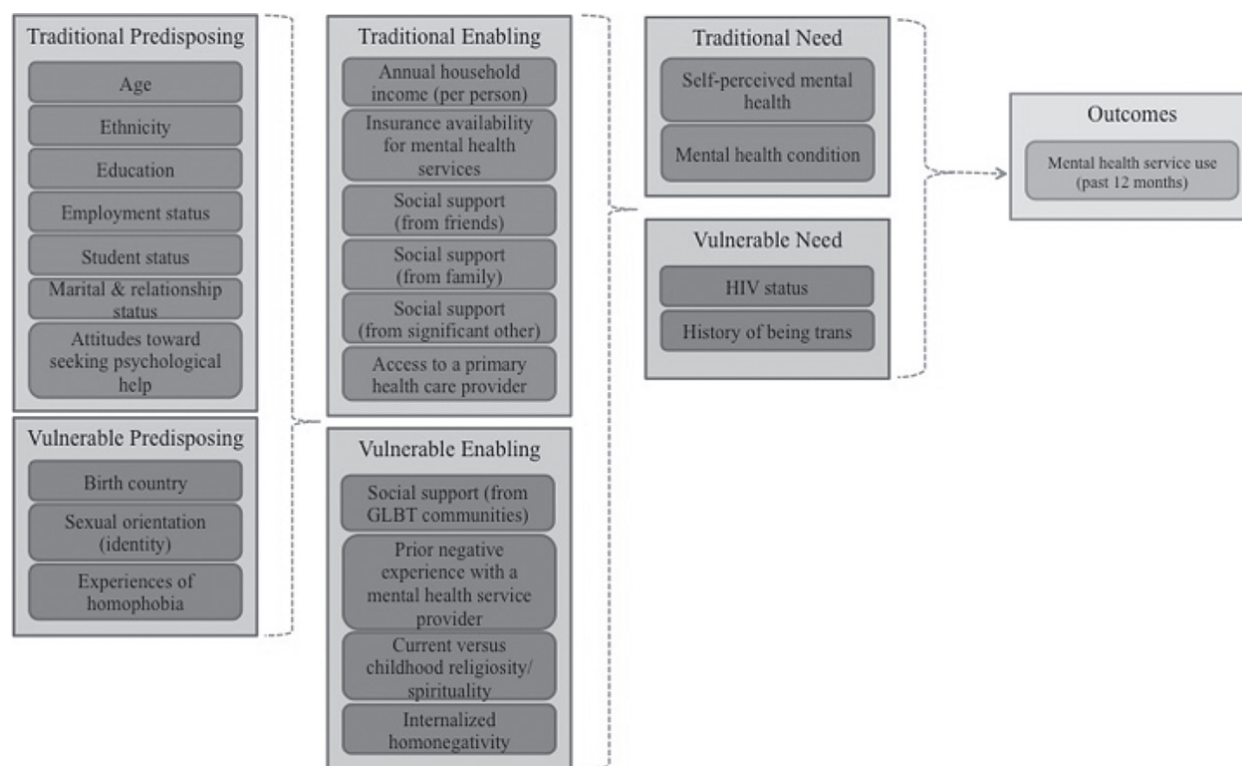 Traditional Predisposing
Age
Ethnicity
Education
Employment status
Student status
Marital & relationship
status
Attitudes toward
seeking psychological
help
Vulnerable Predisposing
Birth country
Sexual orientation
(identity)
Experiences of
homophobia
Traditional Enabling
Annual household
income (per person)
Insurance availability
for mental health
services
Social support
(from friends)
Social support
(from family)
Social support
(from significant other)
Access to a primary
health care provider
Vulnerable Enabling
Social support (from
GLBT communities)
Prior negative
experience with a
mental health service
provider
Current versus
childhood religiosity/
spirituality
Internalized
homonegativity
Traditional Need
Self-perceived mental
health
Mental health condition
Vulnerable Need
HIV status
History of being trans
Outcomes
Mental health service use
(past 12 months)